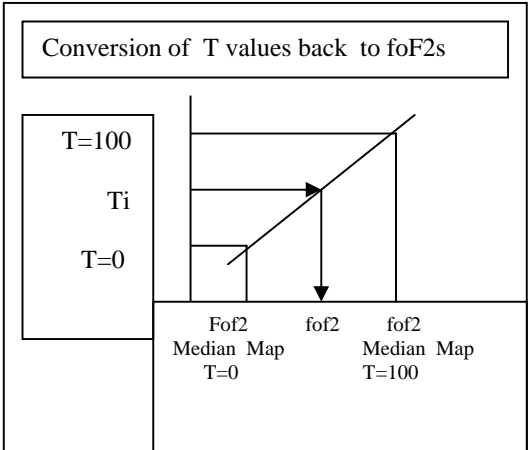 Conversion of T values back to foF2s
T=100
Ti
T=0
Fof2 fof2 fof2
Median Map Median Map
T=0 T=100